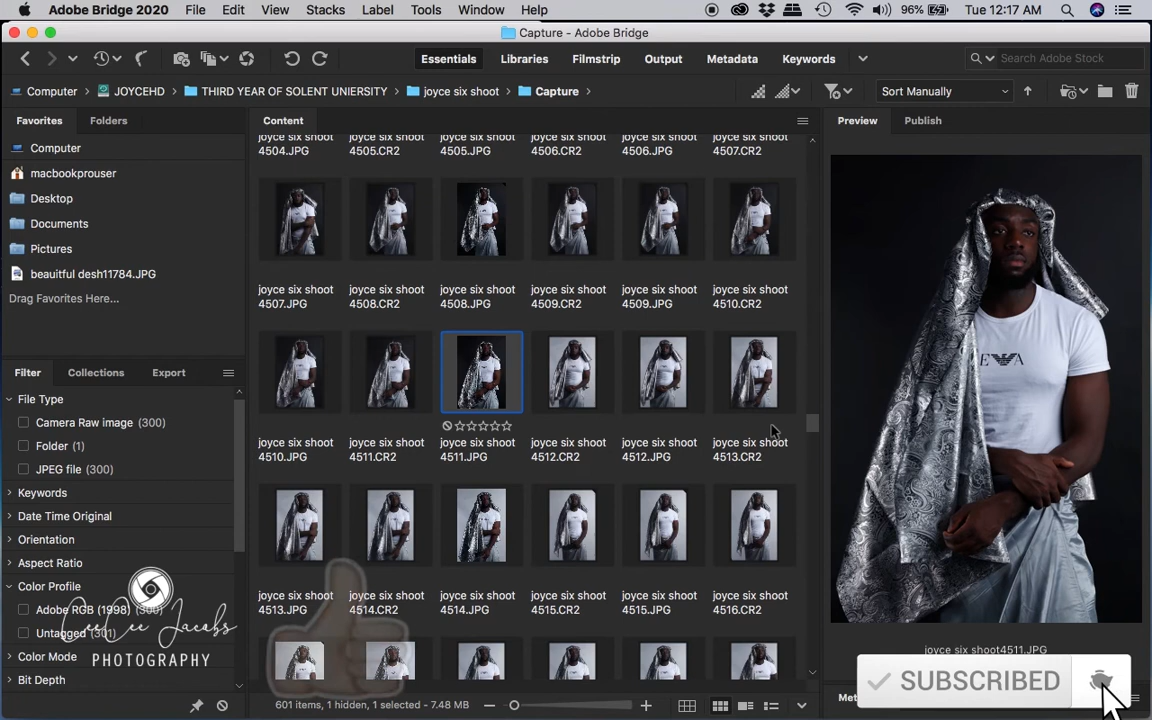 Adobe Bridge 2020 File Edit View Stacks Label Tools Window Help 96% Tue 12:17 AM
Capture - Adobe Bridge
Essentials Libraries Filmstrip Output Metadata Keywords Search Adobe Stock
Computer JOYCEHD THIRD YEAR OF SOLENT UNIERSITY joyce six shoot Capture Sort Manually
Favorites Folders
Computer
macbookprouser
Desktop
Documents
Pictures
beauitful desh11784.JPG
Drag Favorites Here...
Filter Collections Export
File Type
Camera Raw image (300)
Folder (1)
JPEG file (300)
Keywords
Date Time Original
Orientation
Aspect Ratio
Color Profile
Adobe RGB (1998) (300)
Untagged (301)
Color Mode
Bit Depth
CeeCee Jacobs
PHOTOGRAPHY
Content
joyce six shoot joyce six shoot joyce six shoot joyce six shoot joyce six shoot joyce six shoot
4504.JPG 4505.CR2 4505.JPG 4506.CR2 4506.JPG 4507.CR2
joyce six shoot joyce six shoot joyce six shoot joyce six shoot joyce six shoot joyce six shoot
4507.JPG 4508.CR2 4508.JPG 4509.CR2 4509.JPG 4510.CR2
joyce six shoot joyce six shoot joyce six shoot joyce six shoot joyce six shoot joyce six shoot
4510.JPG 4511.CR2 4511.JPG 4512.CR2 4512.JPG 4513.CR2
joyce six shoot joyce six shoot joyce six shoot joyce six shoot joyce six shoot joyce six shoot
4513.JPG 4514.CR2 4514.JPG 4515.CR2 4515.JPG 4516.CR2
601 items, 1 hidden, 1 selected - 7.48 MB
Preview Publish
joyce six shoot4511.JPG
SUBSCRIBED